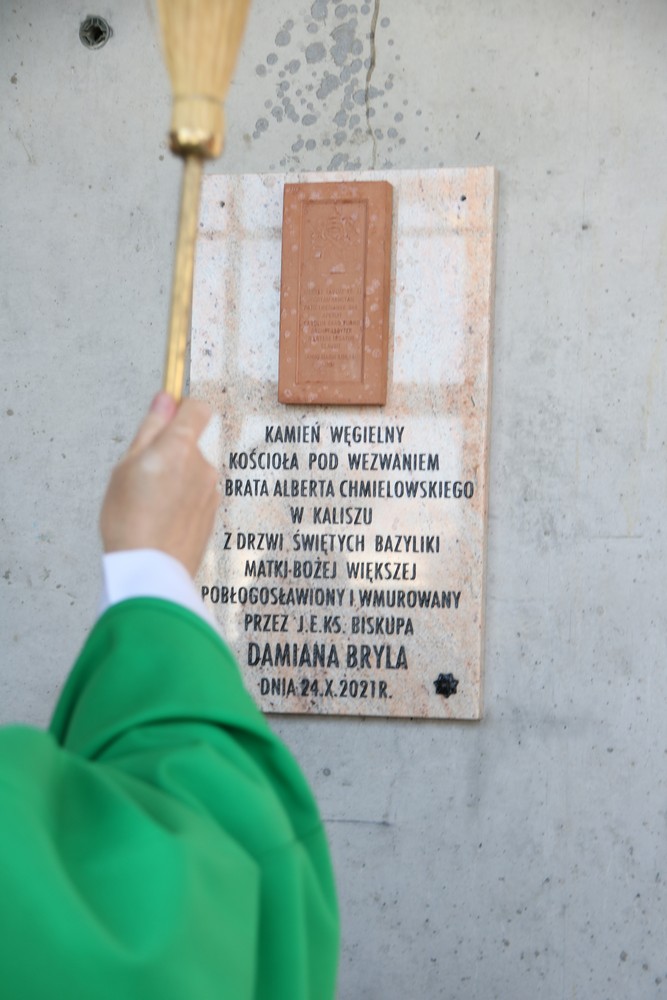 KAMIEŃ WĘGIELNY
KOŚCIOŁA POD WEZWANIEM
BRATA ALBERTA CHMIELOWSKIEGO
W KALISZU
Z DRZWI ŚWIĘTYCH BAZYLIKI
MATKI BOŻEJ WIĘKSZEJ
POBŁOGOSŁAWIONY I WMUROWANY
PRZEZ J.E.KS. BISKUPA
DAMIANA BRYLA
DNIA 24.X.2021R.